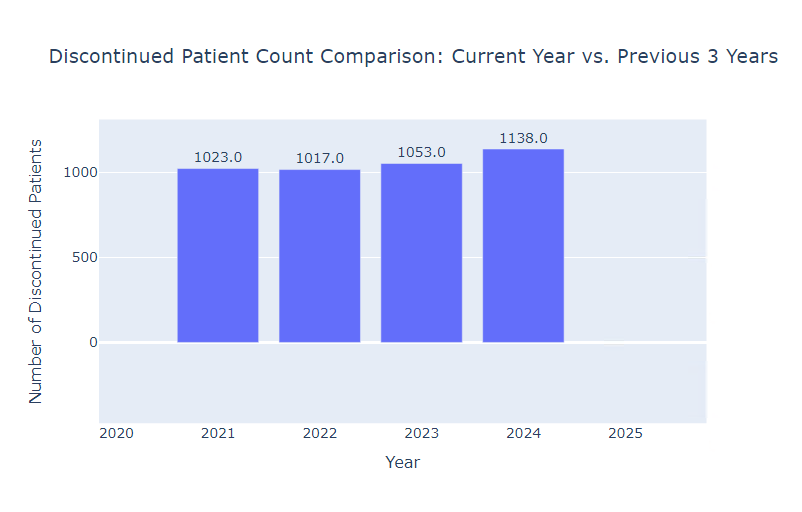 Discontinued Patient Count Comparison: Current Year vs. Previous 3 Years
1138.0
1053.0
1023.0
1017.0
1000
500
0
Number of Discontinued Patients
2020 2021 2022 2023 2024 2025
Year